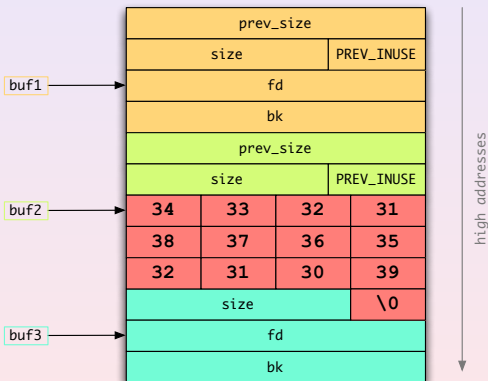 prev_size
size PREV_INUSE
buf1 fd
bk
prev_size
size PREV_INUSE
buf2 34 33 32 31
38 37 36 35
32 31 30 39
size \0
buf3 fd
bk
high addresses